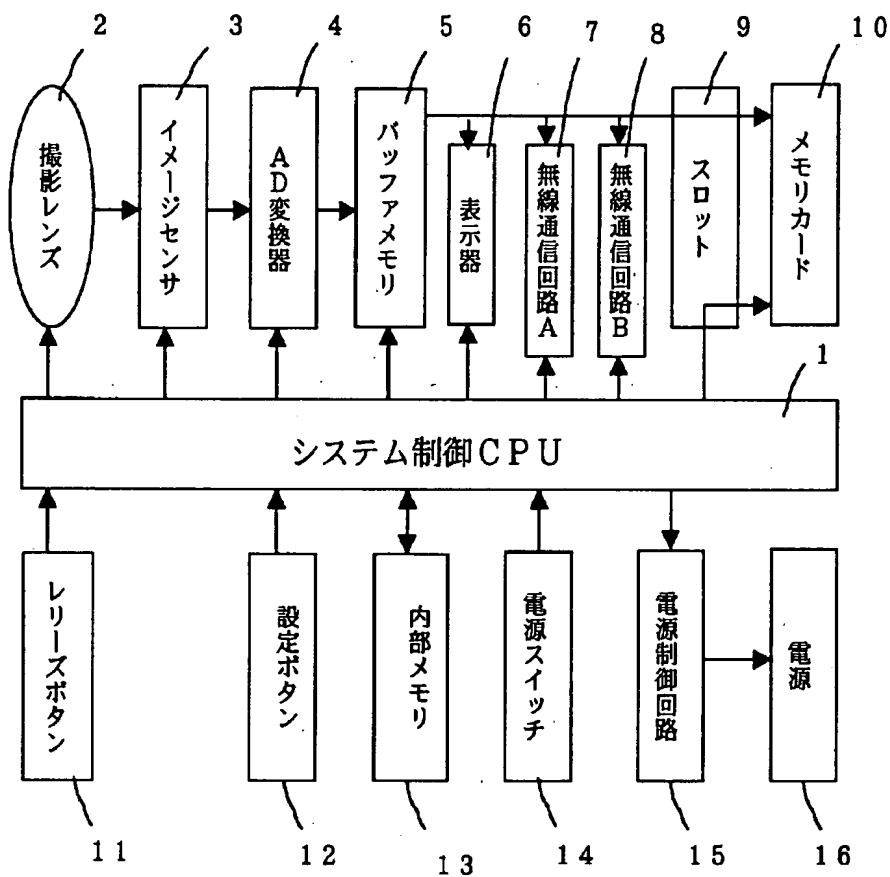 2
3
4
5
6
7
8
9
10
撮影レンズ
イメージセンサ
AD変換器
バッファメモリ
表示器
無線通信回路A
無線通信回路B
スロット
メモリカード
1
システム制御CPU
レリーズボタン
設定ボタン
内部メモリ
電源スイッチ
電源制御回路
電源
11
12
13
14
15
16